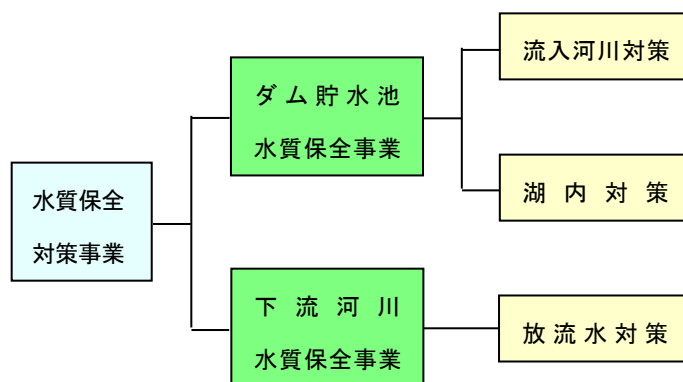 水質保全
対策事業
ダム貯水池
水質保全事業
下流河川
水質保全事業
流入河川対策
湖内対策
放流水対策